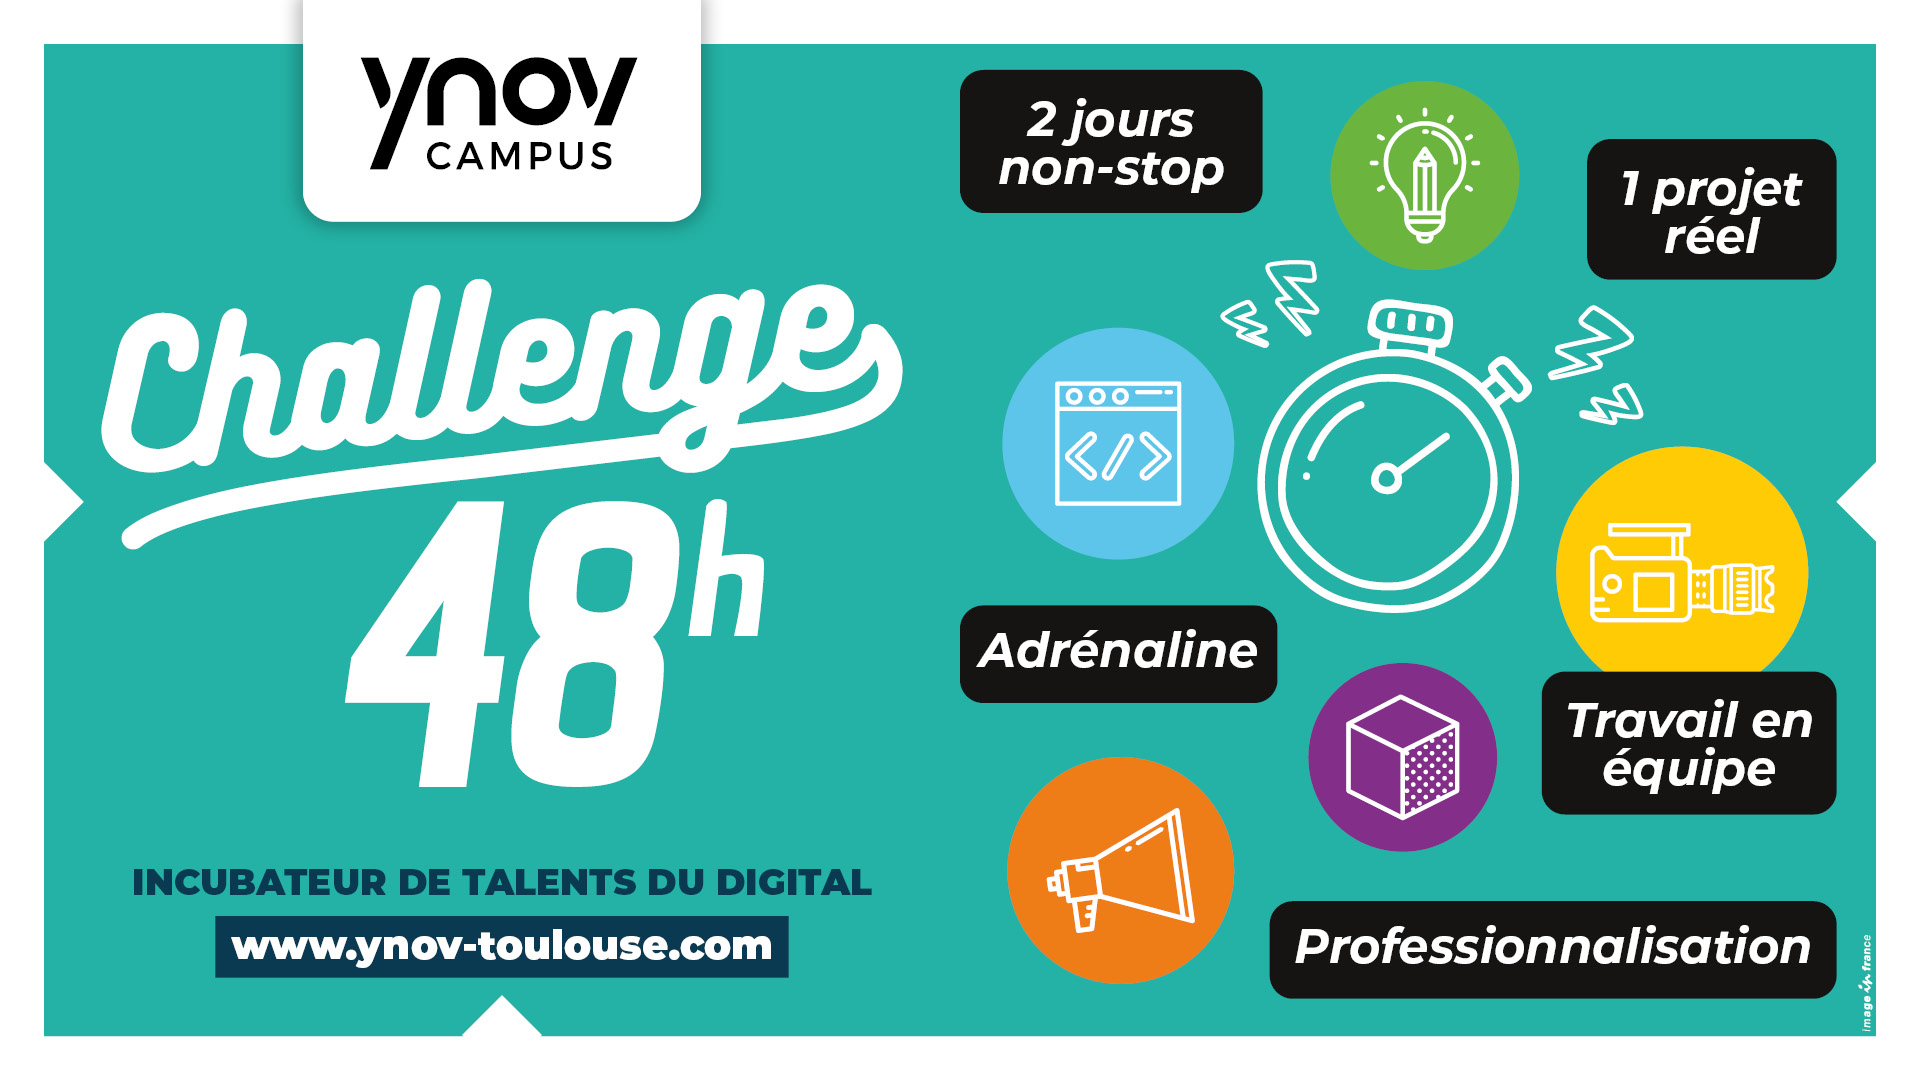 ynov
CAMPUS
Challenge
48h
INCUBATEUR DE TALENTS DU DIGITAL
www.ynov-toulouse.com
2 jours
non-stop
1 projet
réel
Adrénaline
Travail en
équipe
Professionnalisation
image in france